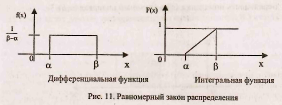 f(x)
F(x)
1
β-α
1
0
α
β
x
0
α
β
x
Дифференциальная функция
Интегральная функция
Рис. 11. Равномерный закон распределения